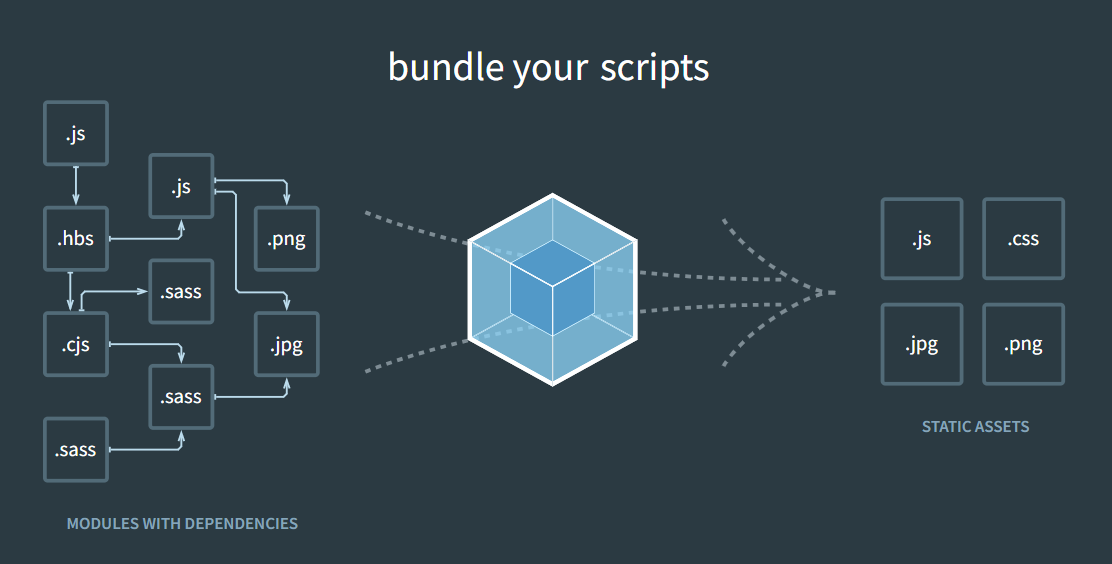 bundle your scripts
.js
.js
.hbs
.png
.sass
.cjs
.jpg
.sass
.sass
MODULES WITH DEPENDENCIES
.js
.css
.jpg
.png
STATIC ASSETS